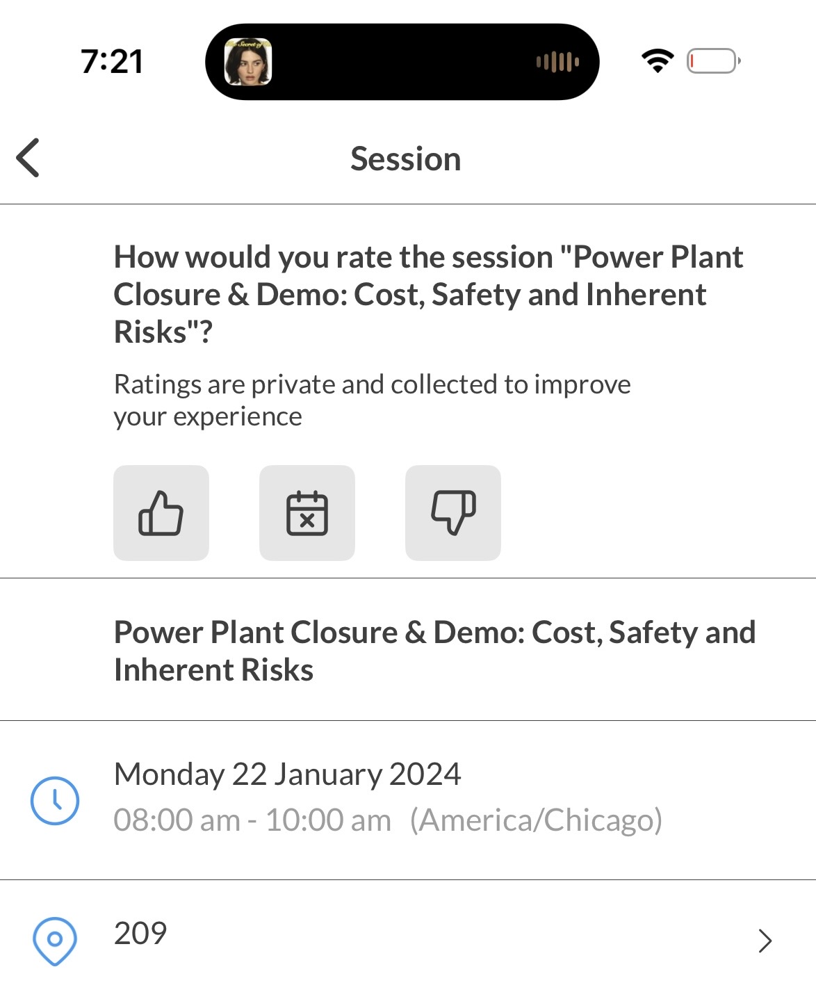 7:21
Secret of
Session
How would you rate the session "Power Plant
Closure & Demo: Cost, Safety and Inherent
Risks"?
Ratings are private and collected to improve
your experience
Power Plant Closure & Demo: Cost, Safety and
Inherent Risks
Monday 22 January 2024
08:00 am - 10:00 am (America/Chicago)
209